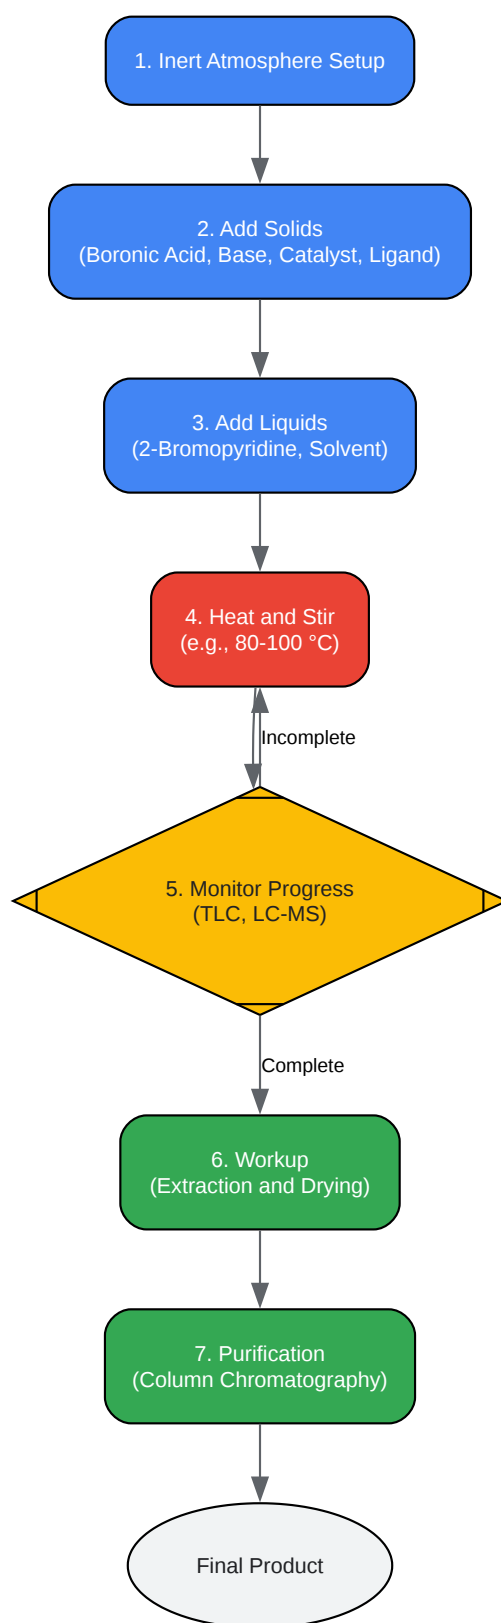 1. Inert Atmosphere Setup
2. Add Solids
(Boronic Acid, Base, Catalyst, Ligand)
3. Add Liquids
(2-Bromopyridine, Solvent)
4. Heat and Stir
(e.g., 80-100 °C)
Incomplete
5. Monitor Progress
(TLC, LC-MS)
Complete
6. Workup
(Extraction and Drying)
7. Purification
(Column Chromatography)
Final Product